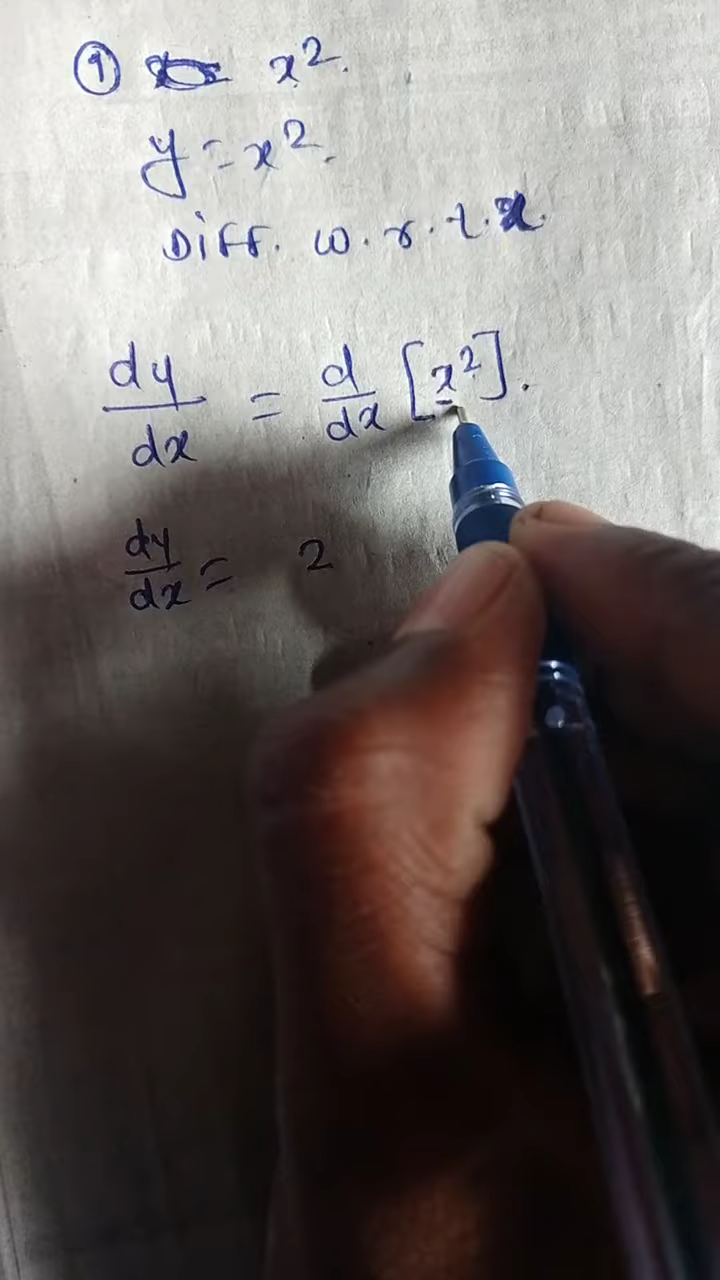 ① x².
y = x².
Diff. w.r.t. x.
dy/dx = d/dx [x²].
dy/dx = 2